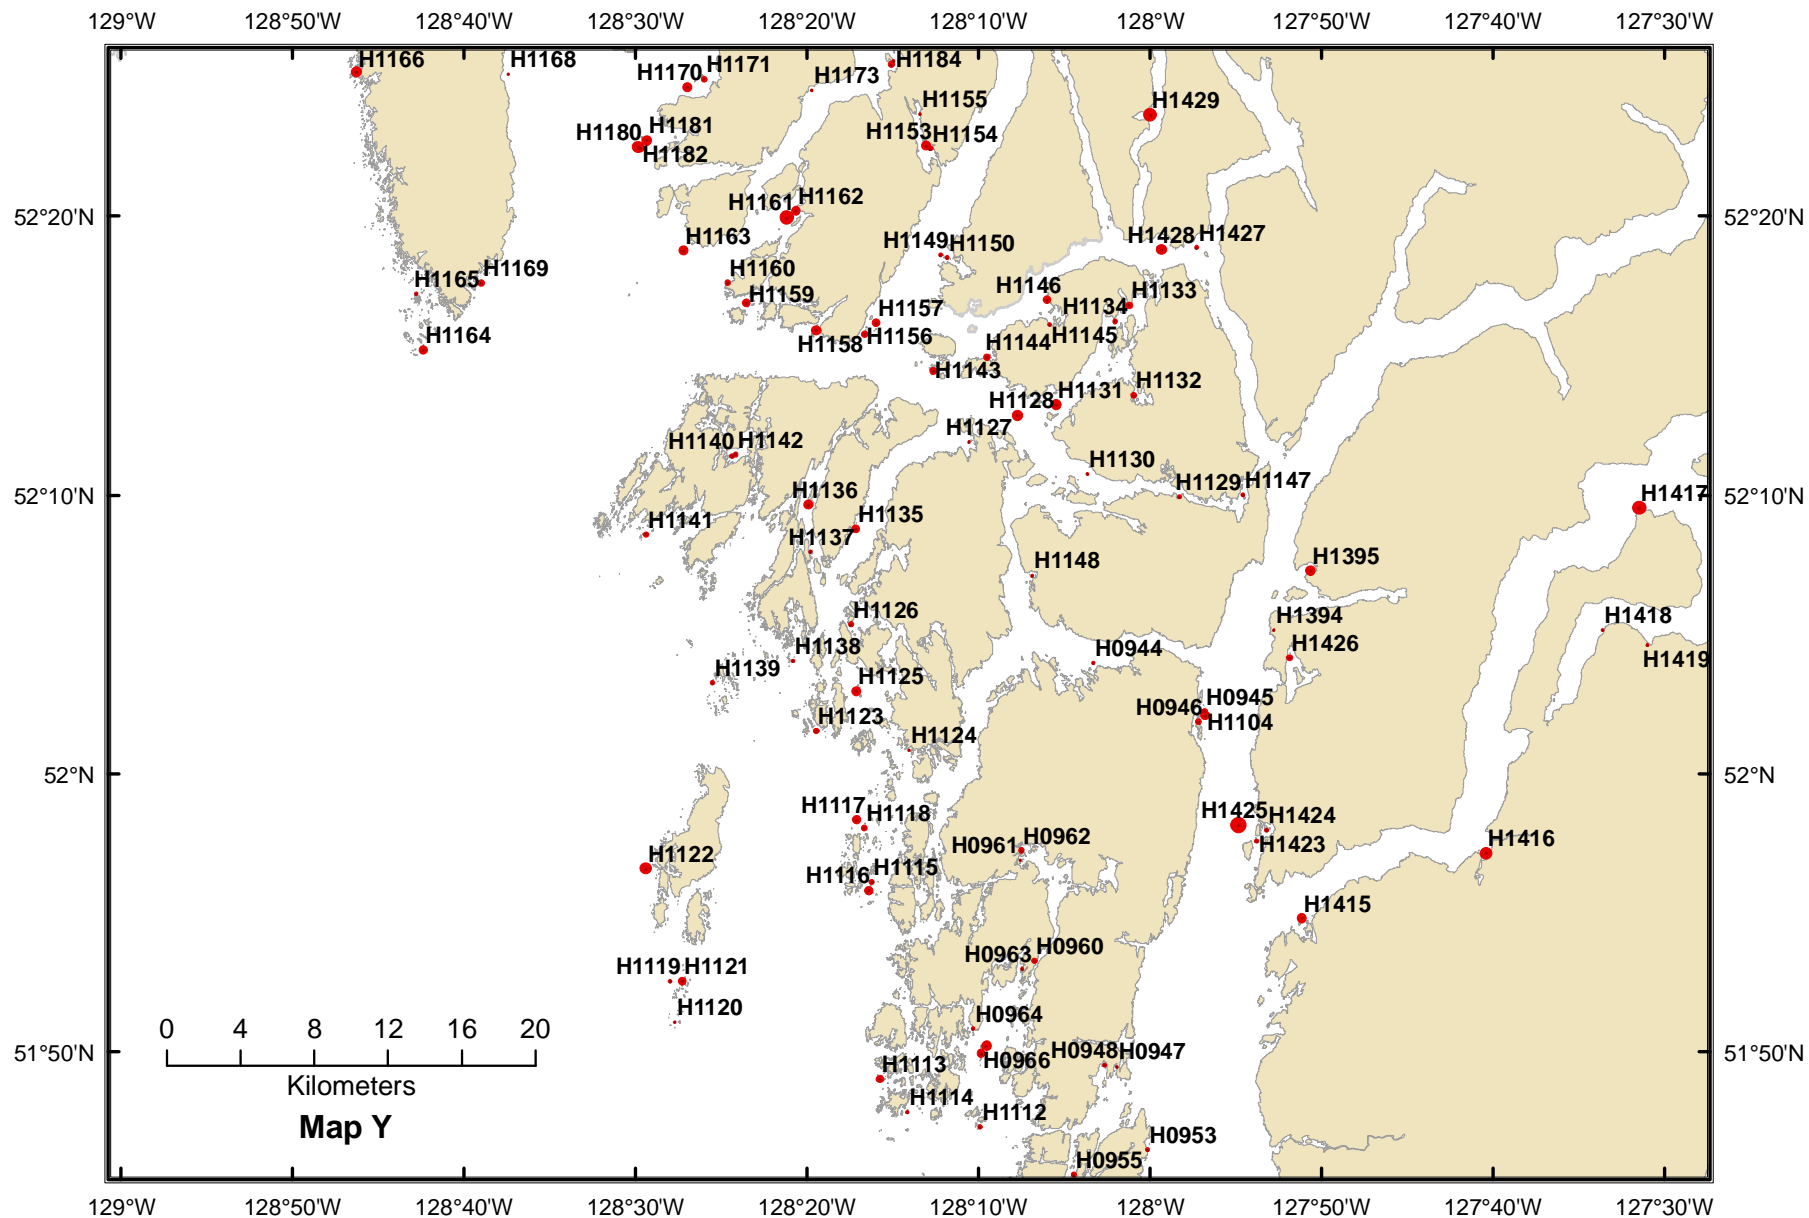 129°W 128°50'W 128°40'W 128°30'W 128°20'W 128°10'W 128°W 127°50'W 127°40'W 127°30'W
H1166 H1168 H1170 H1171 H1173 H1184
H1155 H1429
H1180 H1181 H1153 H1154
H1182
H1161 H1162
52°20'N 52°20'N
H1163 H1149 H1150 H1428 H1427
H1165 H1169 H1160 H1146
H1159 H1157 H1134 H1133
H1164 H1158 H1156 H1144 H1145
H1143 H1132
H1128 H1131
H1127
H1140 H1142
H1130
H1136 H1129 H1147 H1417
52°10'N 52°10'N
H1141 H1137 H1135
H1148 H1395
H1126 H1394 H1418
H1138 H0944 H1426
H1139 H1125 H1419
H1123 H0946 H0945
H1124 H1104
52°N 52°N
H1117 H1118 H1425 H1424
H0961 H0962 H1423 H1416
H1122 H1116 H1115
H1415
H0963 H0960
H1119 H1121
H1120 H0964
0 4 8 12 16 20
51°50'N 51°50'N
H1113 H0966 H0948 H0947
Kilometers
H1114 H1112
Map Y
H0953
H0955
129°W 128°50'W 128°40'W 128°30'W 128°20'W 128°10'W 128°W 127°50'W 127°40'W 127°30'W